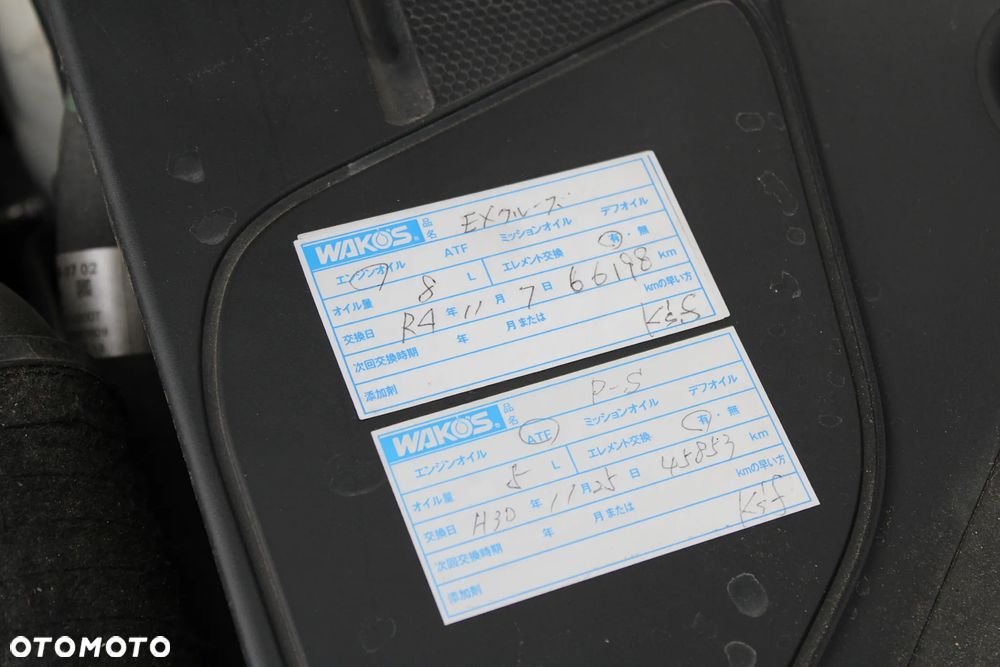 WAKO'S® 品名 EXクルーズ
エンジンオイル ATF ミッションオイル デフオイル
オイル量 8 L エレメント交換 有・無
交換日 R4 年 11 月 7 日 66198 km
次回交換時期 年 月または kmの早い方
添加剤 K'sf
WAKO'S® 品名 P-S
エンジンオイル ATF ミッションオイル デフオイル
オイル量 5 L エレメント交換 有・無
交換日 H30 年 11 月 25 日 45853 km
次回交換時期 年 月または kmの早い方
添加剤 K'sf
OTOMOTO